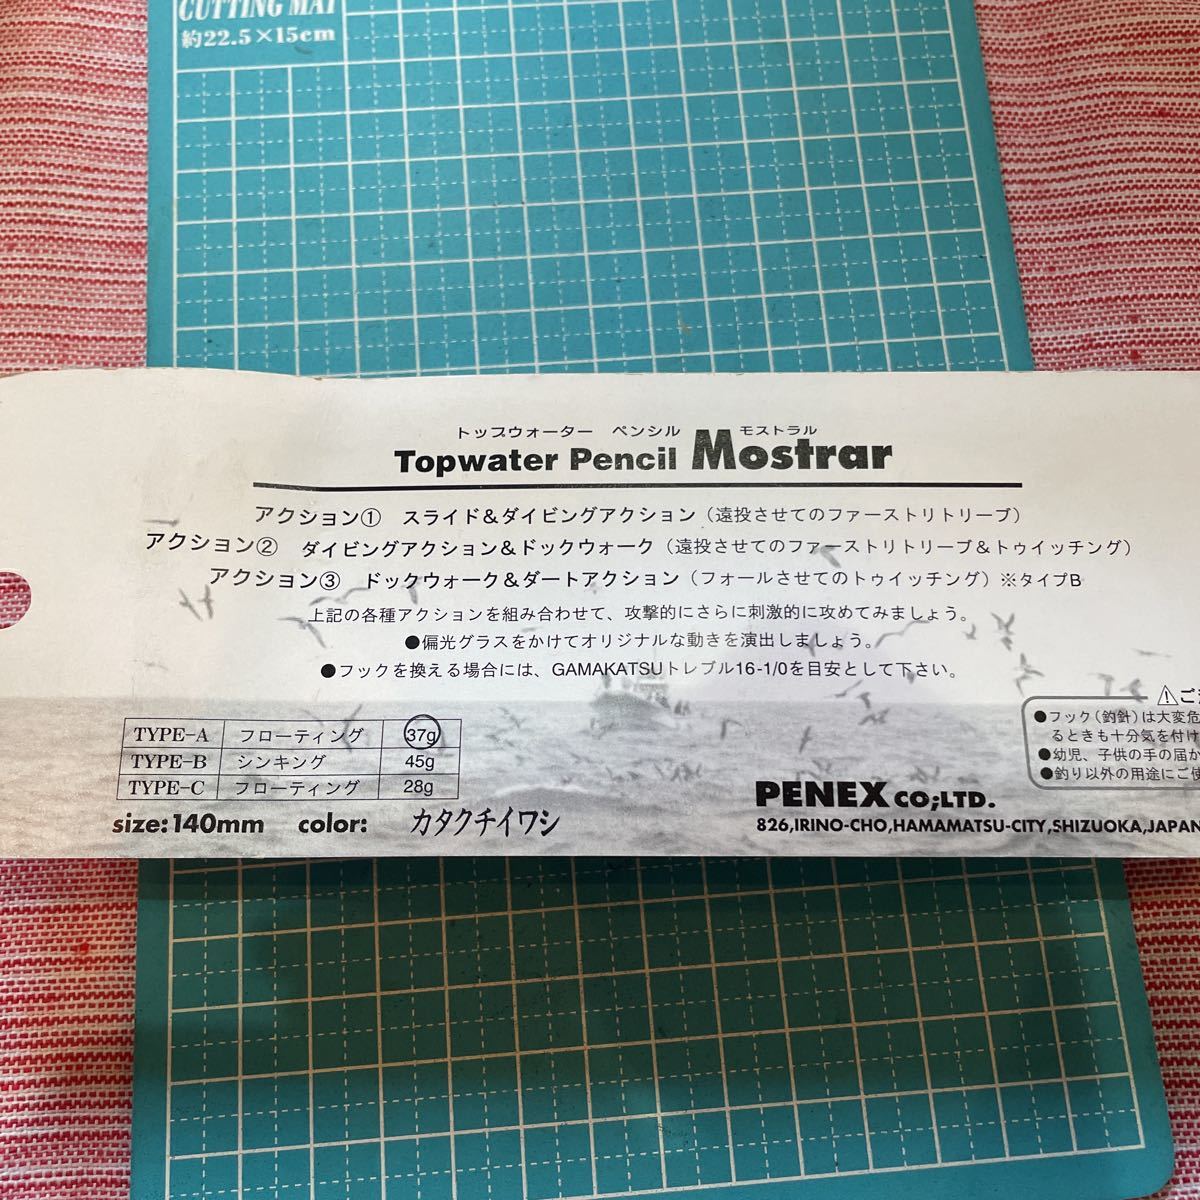 CUTTING MAT
約22.5×15cm
トップウォーター ペンシル モストラル
Topwater Pencil Mostrar
アクション① スライド&ダイビングアクション（遠投させてのファーストリトリーブ）
アクション② ダイビングアクション&ドックウォーク（遠投させてのファーストリトリーブ&トゥイッチング）
アクション③ ドックウォーク&ダートアクション（フォールさせてのトゥイッチング）※タイプB
上記の各種アクションを組み合わせて、攻撃的にさらに刺激的に攻めてみましょう。
●偏光グラスをかけてオリジナルな動きを演出しましょう。
●フックを換える場合には、GAMAKATSUトレブル16-1/0を目安として下さい。
TYPE-A フローティング 37g
TYPE-B シンキング 45g
TYPE-C フローティング 28g
size:140mm color: カタクチイワシ
⚠ご
●フック（釣針）は大変危
るときも十分気を付け
●幼児、子供の手の届か
●釣り以外の用途にご使
PENEX CO;LTD.
826,IRINO-CHO,HAMAMATSU-CITY,SHIZUOKA,JAPAN